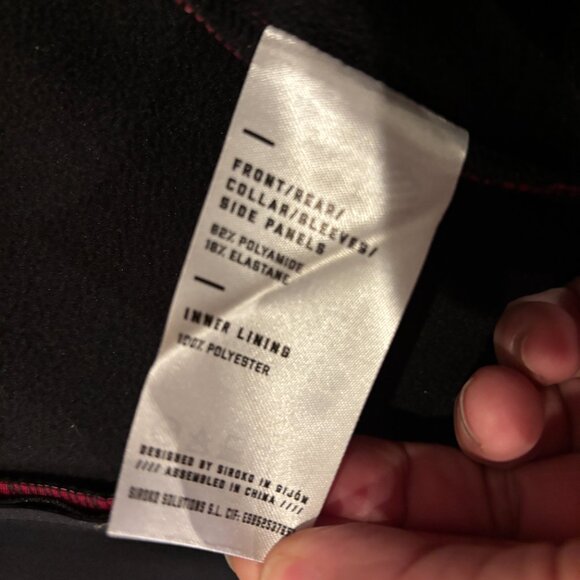 FRONT/REAR/
COLLAR/SLEEVES/
SIDE PANELS
82% POLYAMIDE
18% ELASTANE
INNER LINING
100% POLYESTER
DESIGNED BY SIROKO IN GIJÓN
//// ASSEMBLED IN CHINA ////
SIROKO SOLUTIONS S.L. CIF: